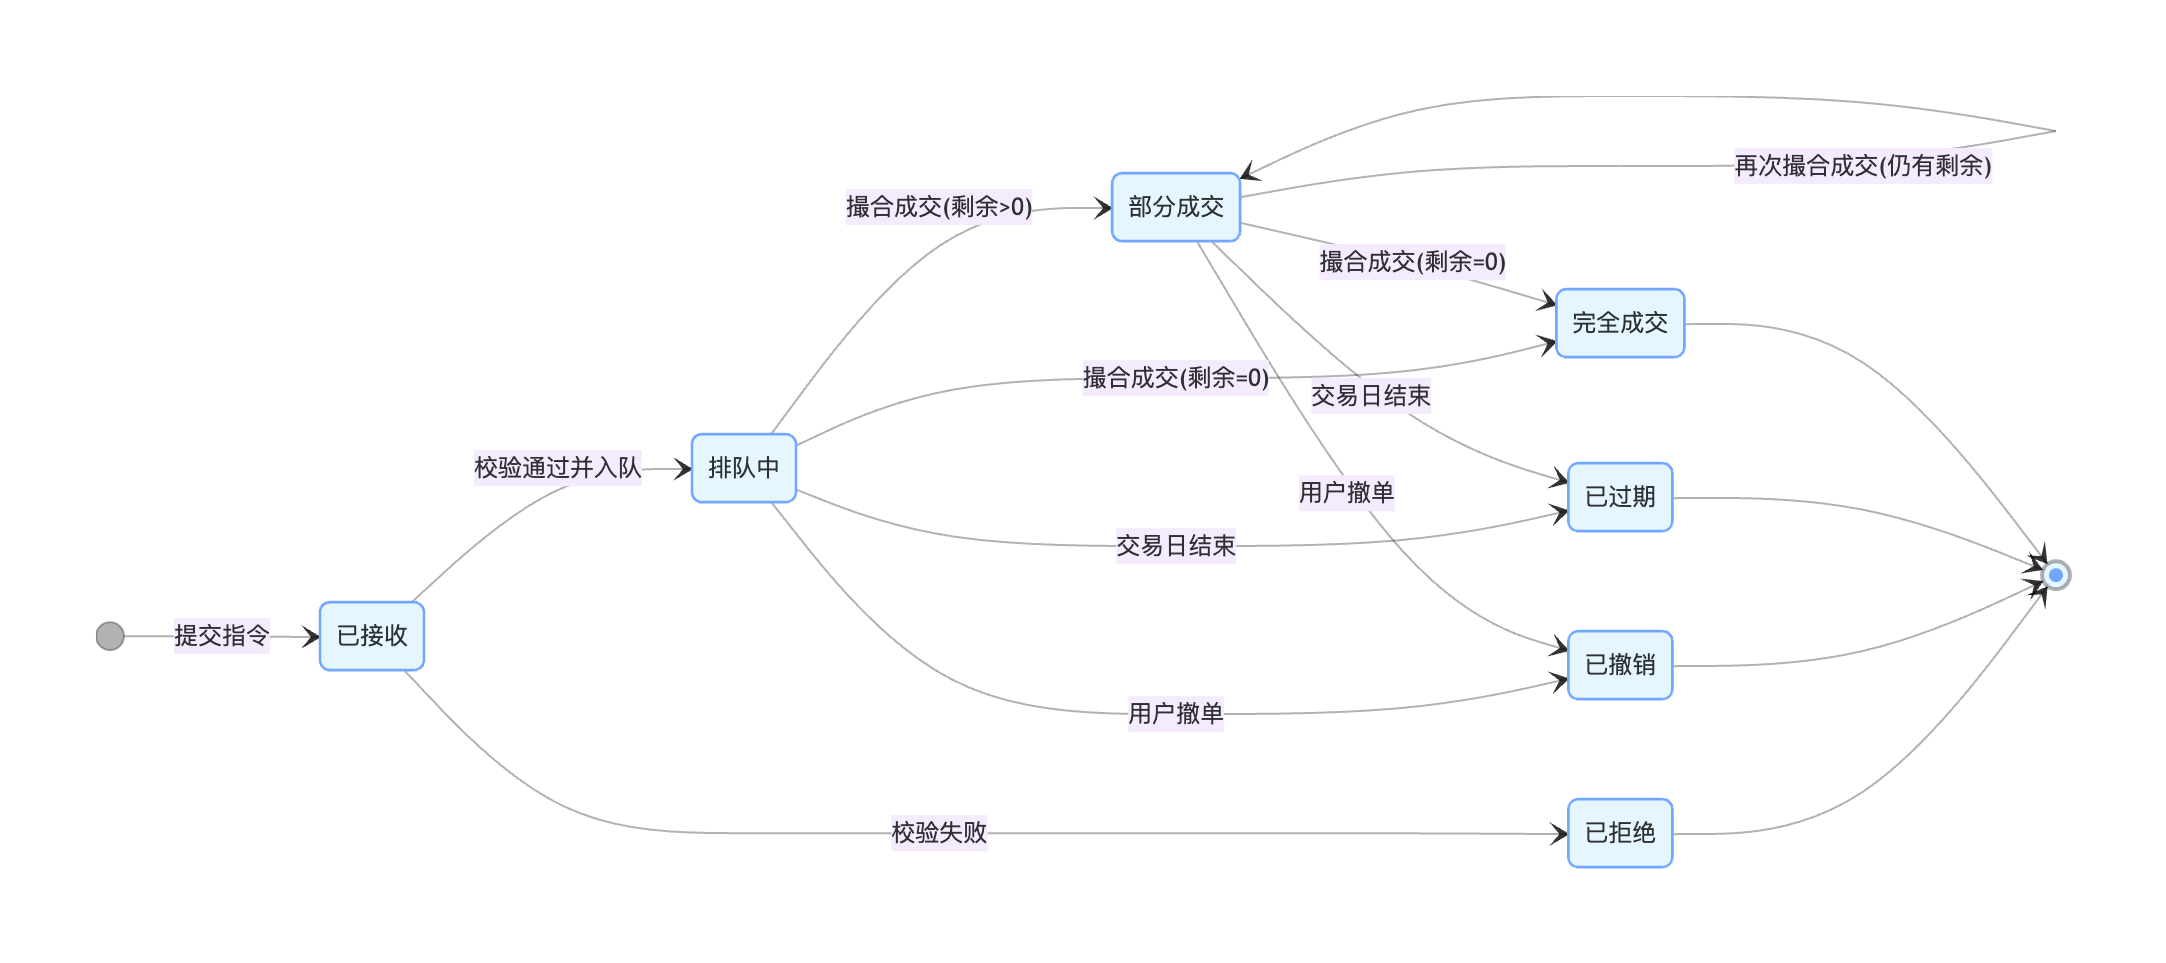 再次撮合成交(仍有剩余)
撮合成交(剩余>0)
部分成交
撮合成交(剩余=0)
完全成交
撮合成交(剩余=0)
交易日结束
校验通过并入队
排队中
用户撤单
已过期
交易日结束
提交指令
已接收
已撤销
用户撤单
校验失败
已拒绝